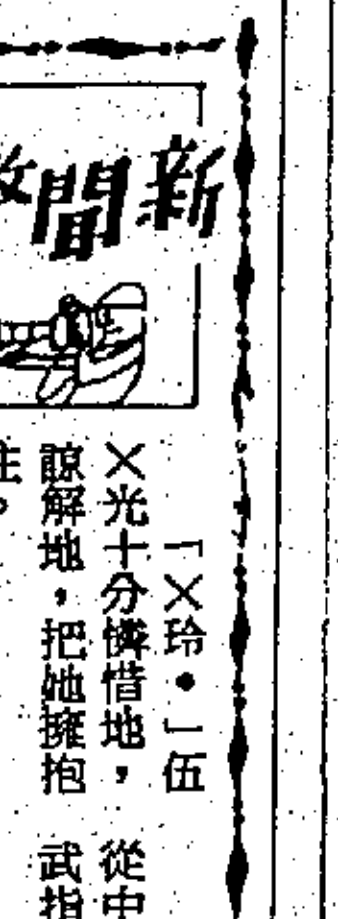 新聞
「╳玲•」伍
╳光十分憐惜地，
諒解地，把她擁抱
住。
從中
武指